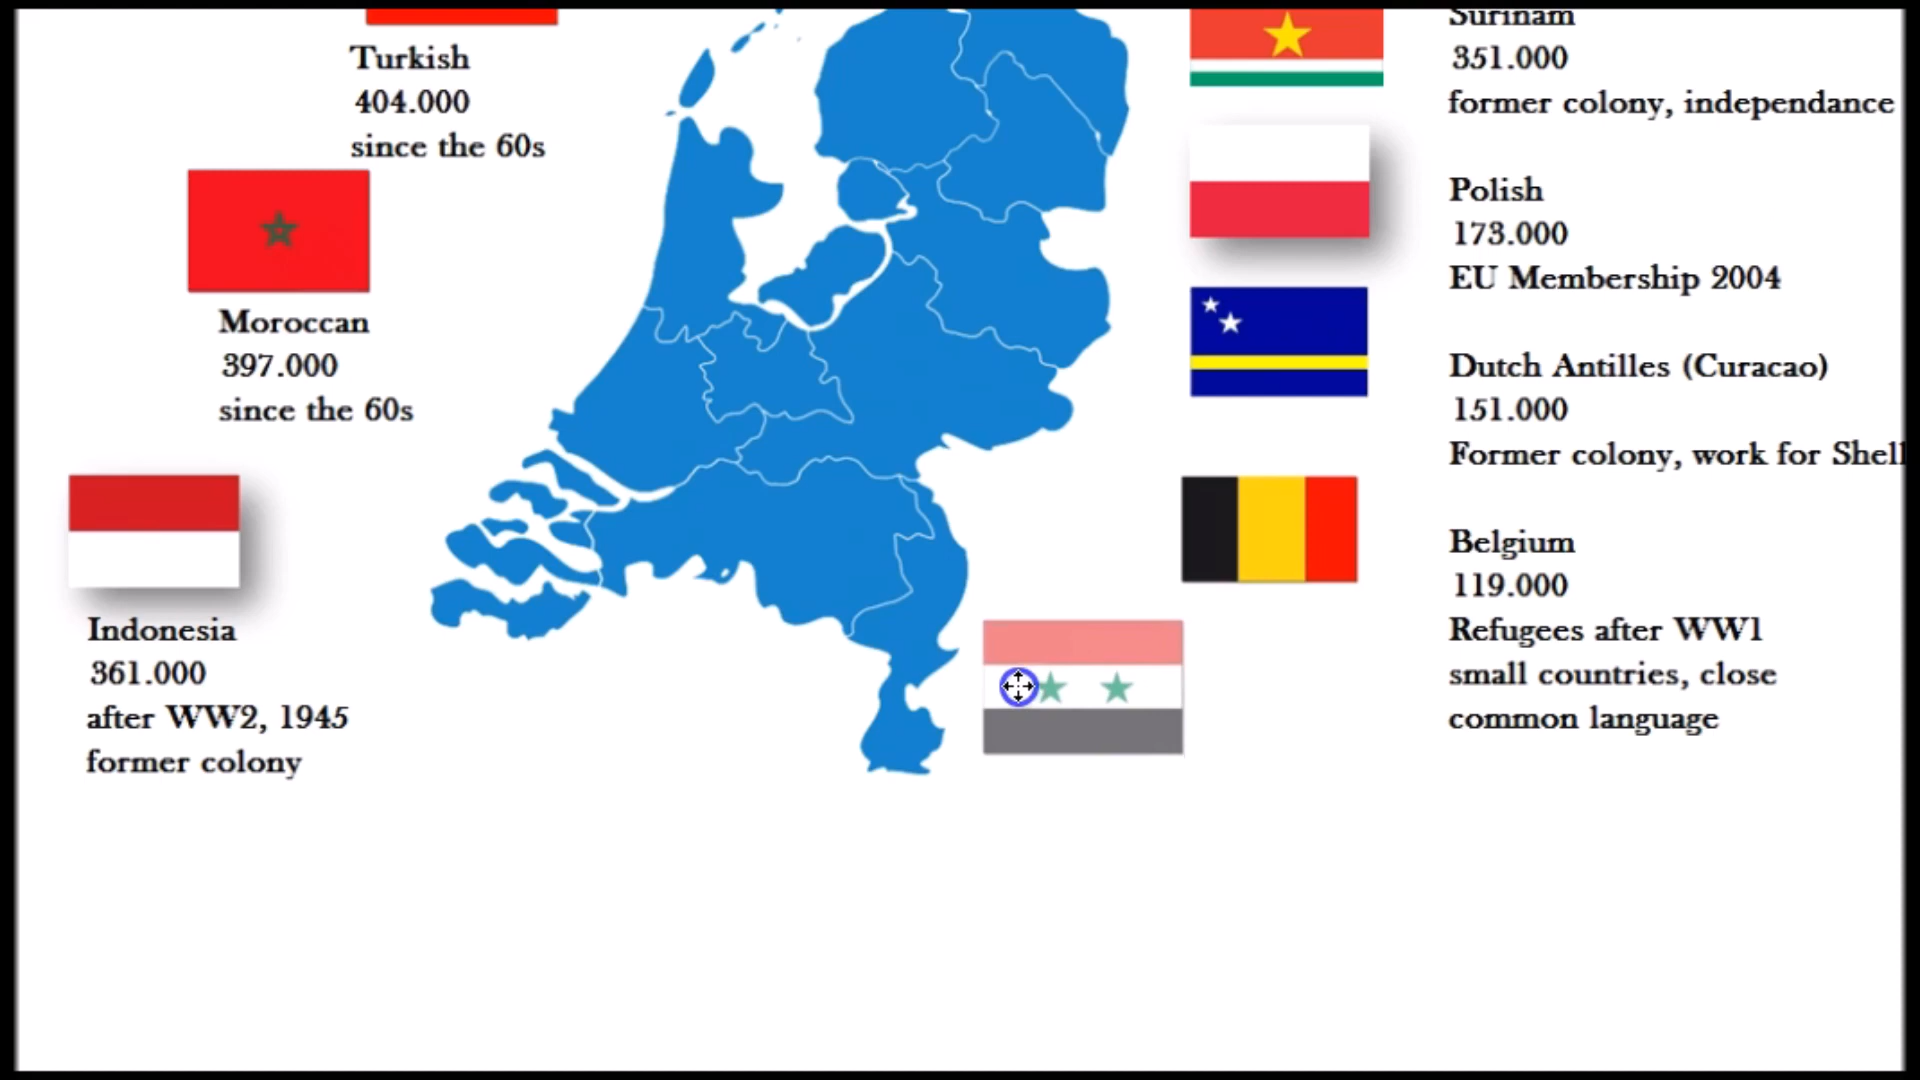 Turkish
404.000
since the 60s
Moroccan
397.000
since the 60s
Indonesia
361.000
after WW2, 1945
former colony
Surinam
351.000
former colony, independance
Polish
173.000
EU Membership 2004
Dutch Antilles (Curacao)
151.000
Former colony, work for Shell
Belgium
119.000
Refugees after WW1
small countries, close
common language